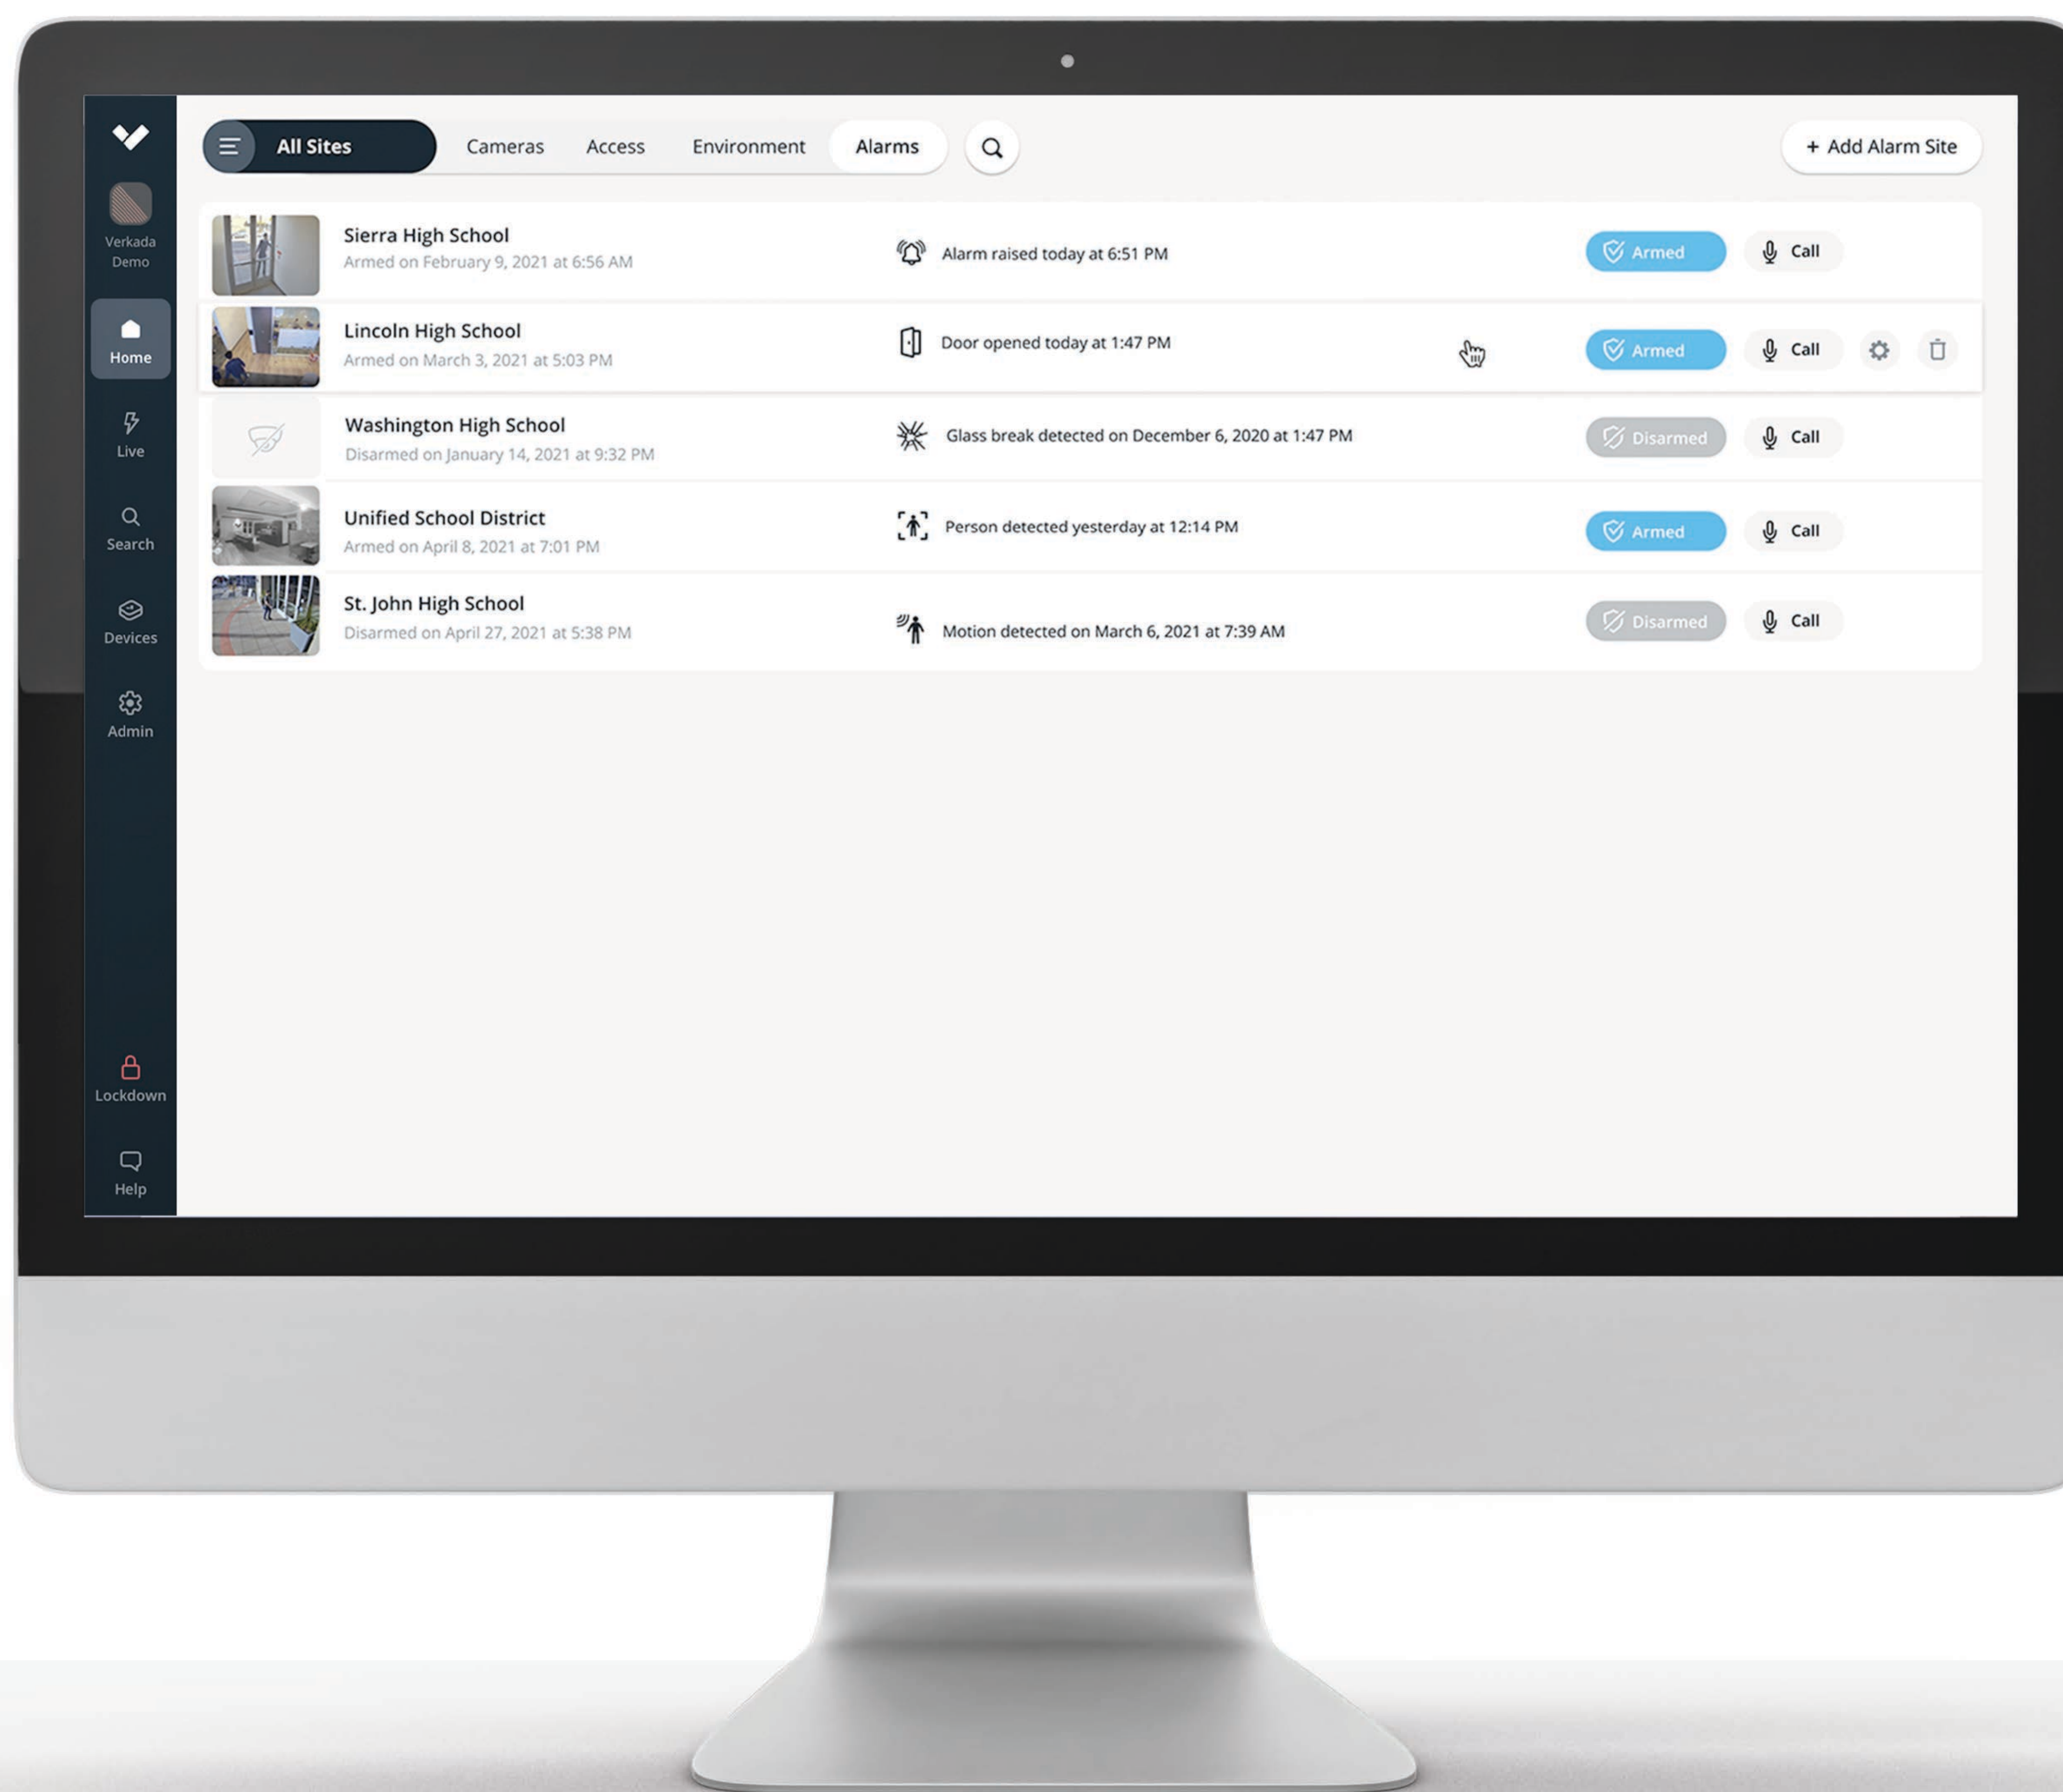 All Sites
Cameras
Access
Environment
Alarms
+ Add Alarm Site
Verkada
Demo
Home
Live
Search
Devices
Admin
Lockdown
Help
Sierra High School
Armed on February 9, 2021 at 6:56 AM
Alarm raised today at 6:51 PM
Armed
Call
Lincoln High School
Armed on March 3, 2021 at 5:03 PM
Door opened today at 1:47 PM
Armed
Call
Washington High School
Disarmed on January 14, 2021 at 9:32 PM
Glass break detected on December 6, 2020 at 1:47 PM
Disarmed
Call
Unified School District
Armed on April 8, 2021 at 7:01 PM
Person detected yesterday at 12:14 PM
Armed
Call
St. John High School
Disarmed on April 27, 2021 at 5:38 PM
Motion detected on March 6, 2021 at 7:39 AM
Disarmed
Call